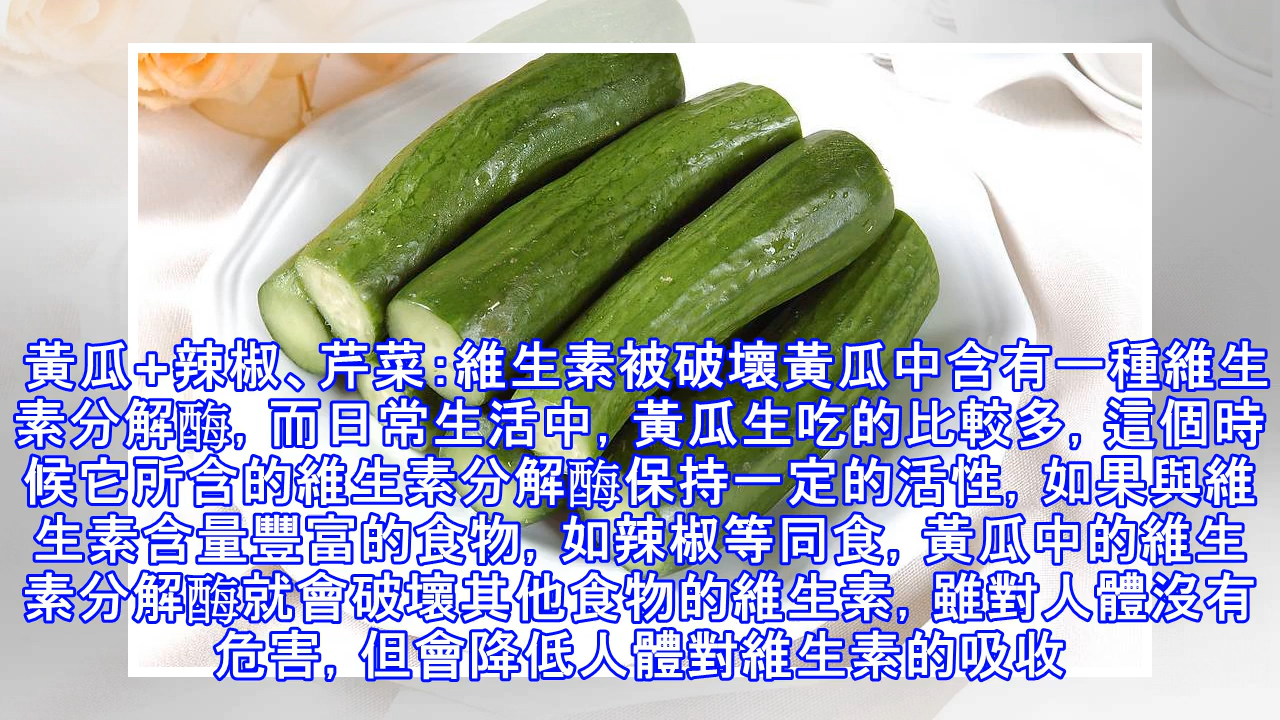 黃瓜+辣椒、芹菜:維生素被破壞黃瓜中含有一種維生
素分解酶, 而日常生活中, 黃瓜生吃的比較多, 這個時
候它所含的維生素分解酶保持一定的活性, 如果與維
生素含量豐富的食物, 如辣椒等同食, 黃瓜中的維生
素分解酶就會破壞其他食物的維生素, 雖對人體沒有
危害, 但會降低人體對維生素的吸收